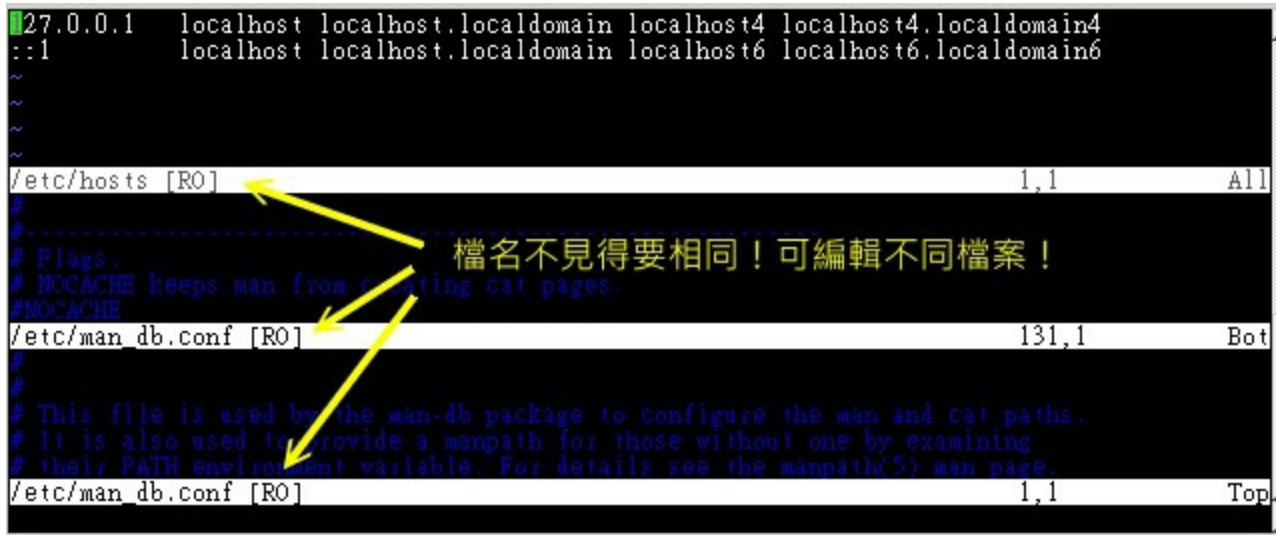 127.0.0.1 localhost localhost.localdomain localhost4 localhost4.localdomain4
::1 localhost localhost.localdomain localhost6 localhost6.localdomain6
~
~
~
~
/etc/hosts [RO] 1,1 All
#
#---------------------------------------------------------
檔名不見得要相同！可編輯不同檔案！
# Flags.
# NOCACHE keeps man from creating cat pages.
#NOCACHE
/etc/man_db.conf [RO] 131,1 Bot
#
#
# This file is used by the man-db package to configure the man and cat paths.
# It is also used to provide a manpath for those without one by examining
# their PATH environment variable. For details see the manpath(5) man page.
/etc/man_db.conf [RO] 1,1 Top